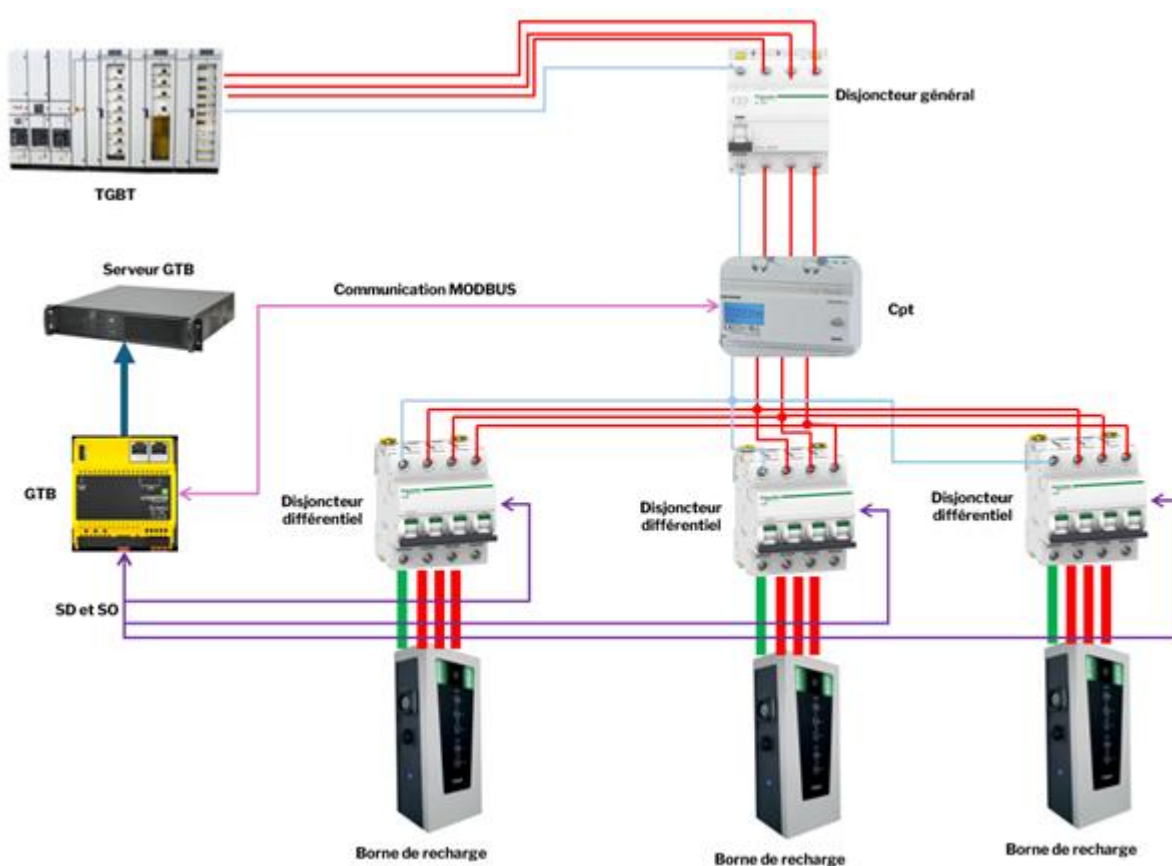 Disjoncteur général
TGBT
Serveur GTB
Communication MODBUS
Cpt
GTB
Disjoncteur
différentiel
Disjoncteur
différentiel
Disjoncteur
différentiel
SD et SO
Borne de recharge
Borne de recharge
Borne de recharge